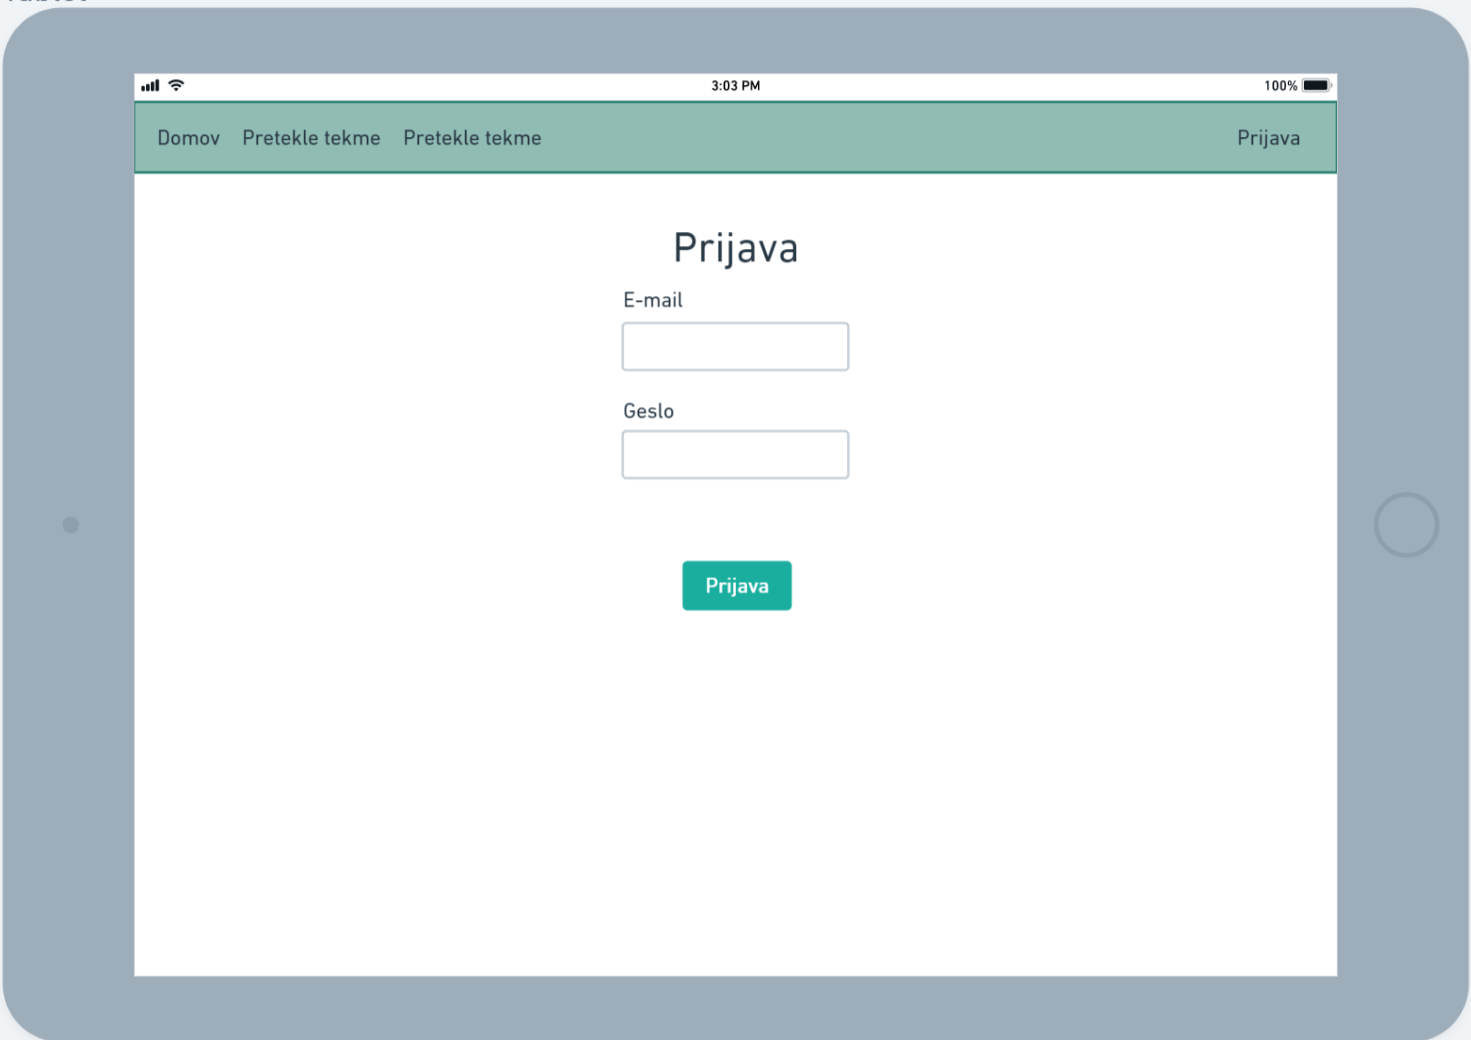 3:03 PM 100%
Domov Pretekle tekme Pretekle tekme Prijava
Prijava
E-mail
Geslo
Prijava